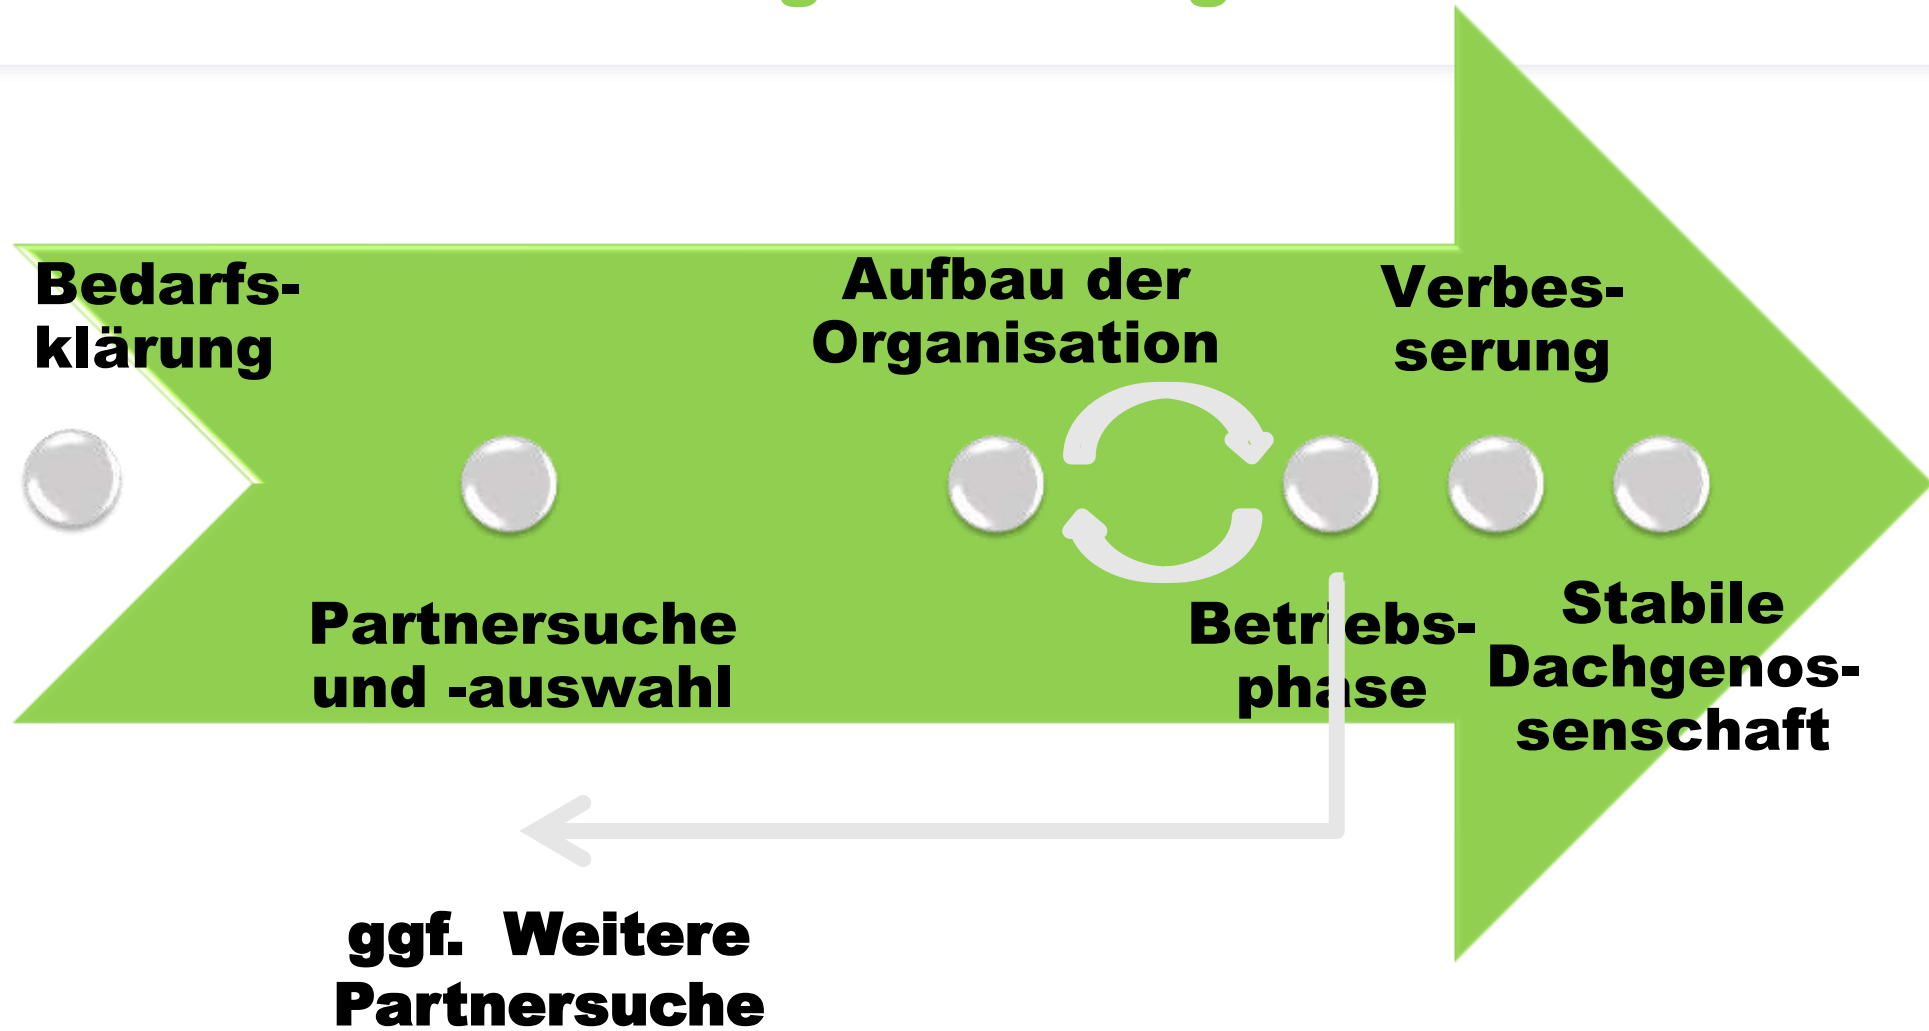 Bedarfs-
klärung
Partnersuche
und -auswahl
Aufbau der
Organisation
Betriebs-
phase
Verbes-
serung
Stabile
Dachgenos-
senschaft
ggf. Weitere
Partnersuche